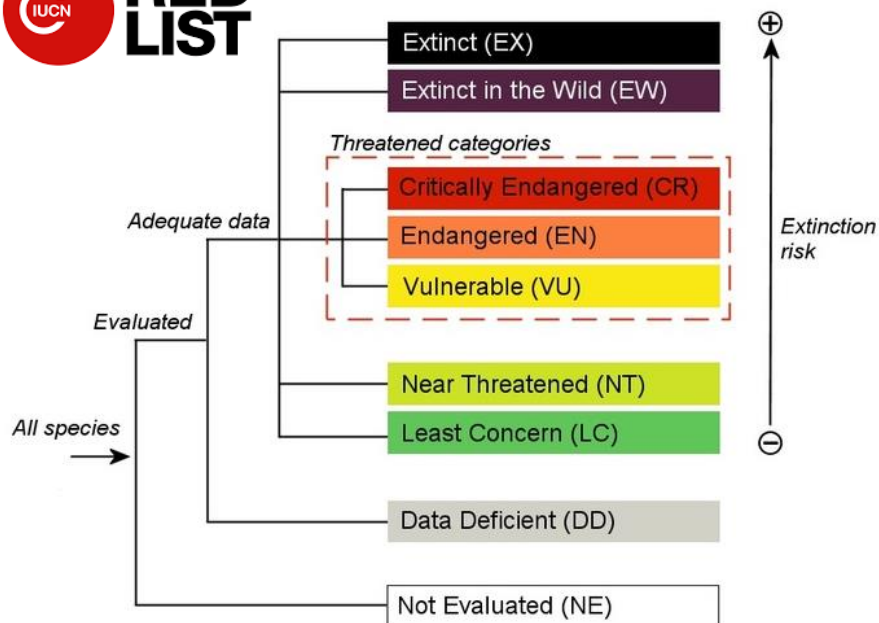 IUCN
RED
LIST
Extinct (EX)
Extinct in the Wild (EW)
Threatened categories
Critically Endangered (CR)
Adequate data
Endangered (EN)
Extinction
risk
Vulnerable (VU)
Evaluated
Near Threatened (NT)
All species
Least Concern (LC)
Data Deficient (DD)
Not Evaluated (NE)